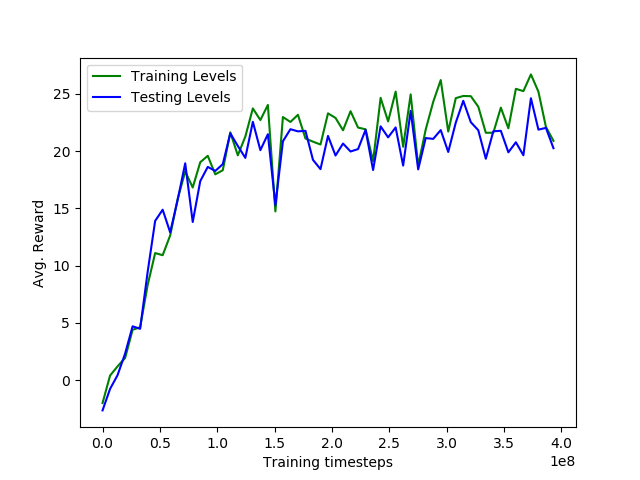 Training Levels
Testing Levels
25
20
15
10
5
0
Avg. Reward
0.0 0.5 1.0 1.5 2.0 2.5 3.0 3.5 4.0
1e8
Training timesteps